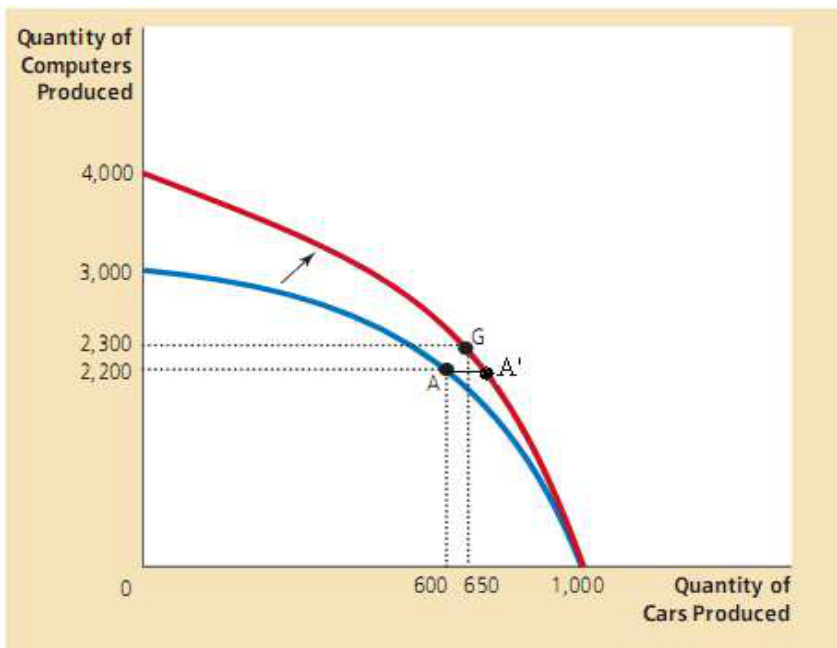 Quantity of
Computers
Produced
4,000
3,000
2,300
2,200
G
A
A'
0
600
650
1,000
Quantity of
Cars Produced